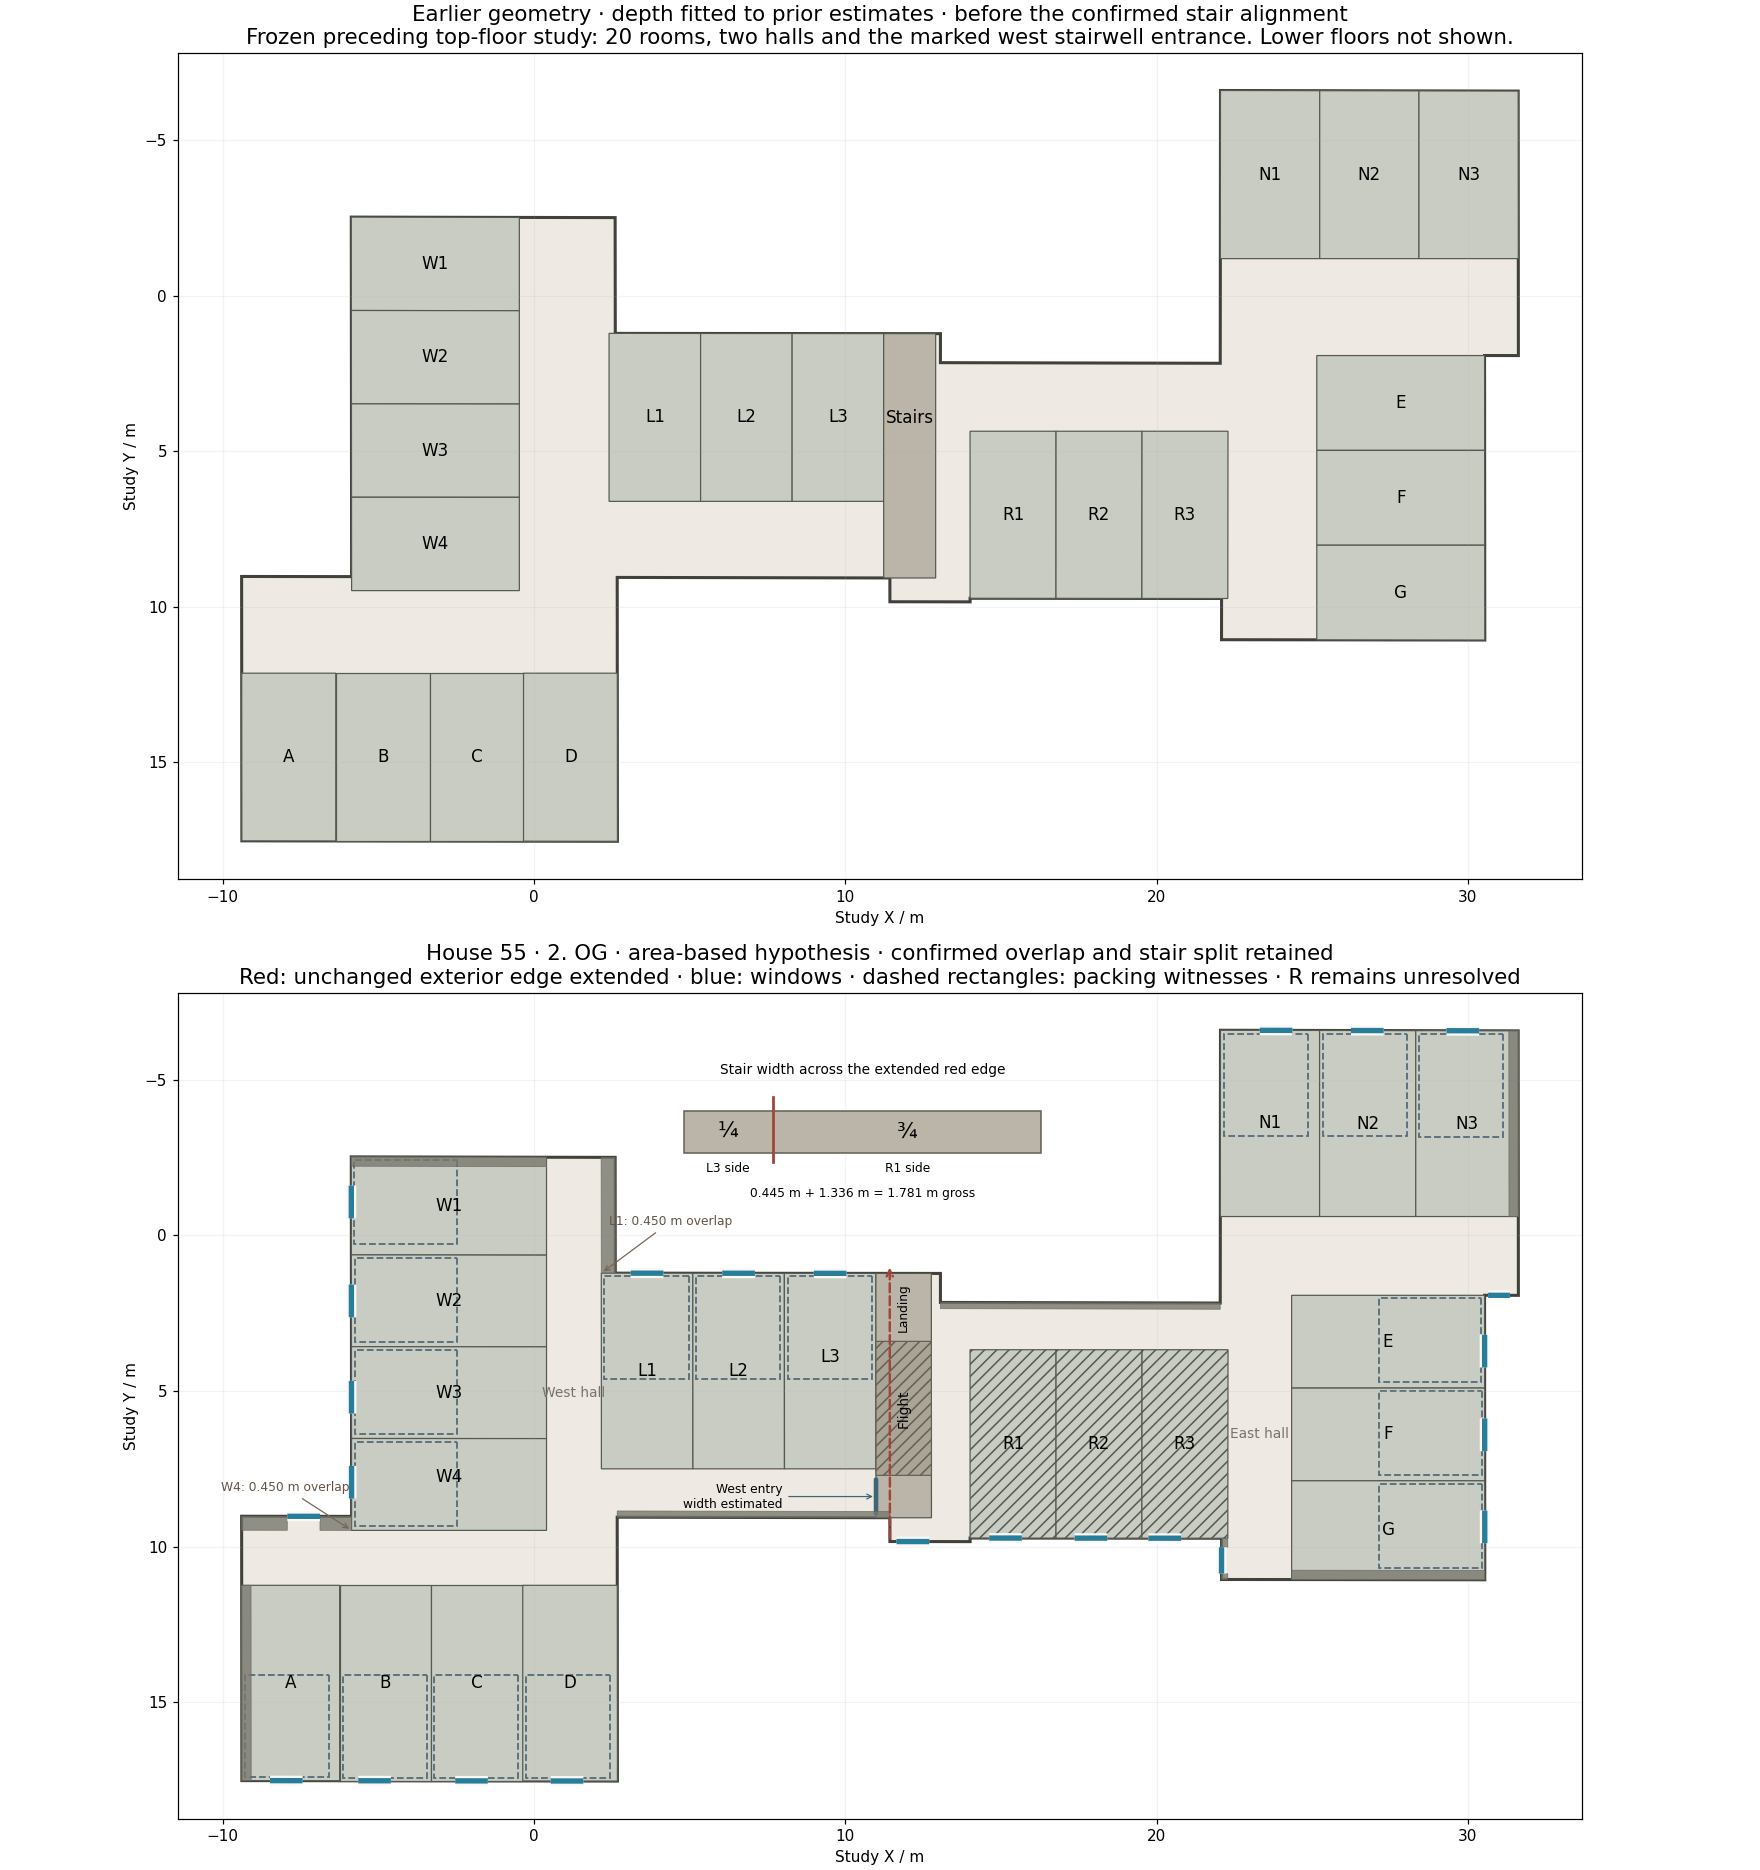 Earlier geometry · depth fitted to prior estimates · before the confirmed stair alignment
Frozen preceding top-floor study: 20 rooms, two halls and the marked west stairwell entrance. Lower floors not shown.
N1 N2 N3
−5
W1
0
W2
E
L1 L2 L3 Stairs
W3
5
F
R1 R2 R3
W4
G
10
A B C D
15
Study Y / m
−10 0 10 20 30
Study X / m
House 55 · 2. OG · area-based hypothesis · confirmed overlap and stair split retained
Red: unchanged exterior edge extended · blue: windows · dashed rectangles: packing witnesses · R remains unresolved
Stair width across the extended red edge
−5
¼ ¾
N1 N2 N3
L3 side R1 side
0.445 m + 1.336 m = 1.781 m gross
W1
L1: 0.450 m overlap
0
W2
Landing
E
L1 L2 L3
W3
West hall
5
Flight
F
East hall
R1 R2 R3
W4
W4: 0.450 m overlap
West entry
width estimated
G
10
A B C D
15
Study Y / m
−10 0 10 20 30
Study X / m